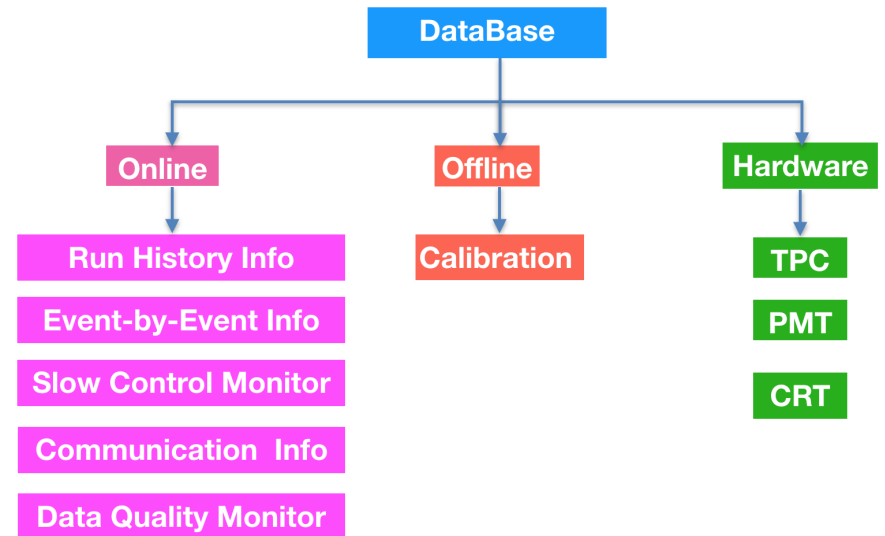 DataBase
Online
Offline
Hardware
Run History Info
Calibration
TPC
Event-by-Event Info
PMT
Slow Control Monitor
CRT
Communication  Info
Data Quality Monitor